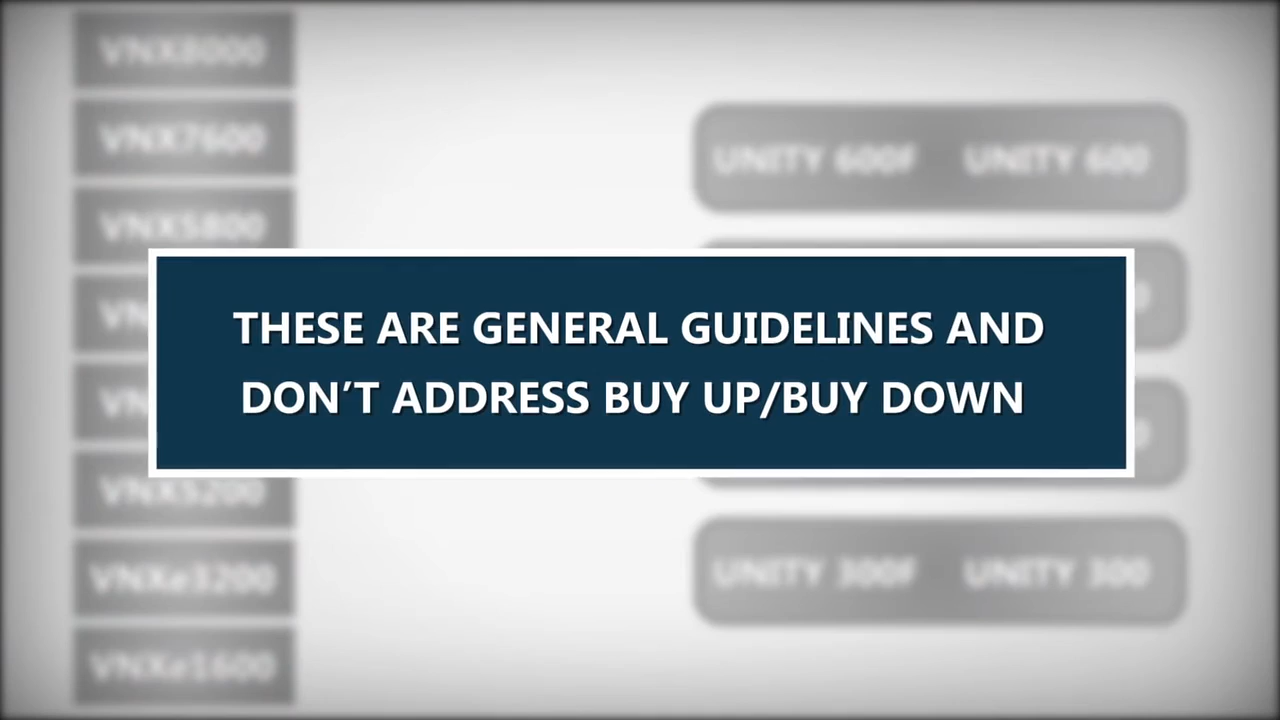 VNX8000
VNX7600
UNITY 600F UNITY 600
VNX5800
THESE ARE GENERAL GUIDELINES AND
DON’T ADDRESS BUY UP/BUY DOWN
VNX5200
VNXe3200
UNITY 300F UNITY 300
VNXe1600